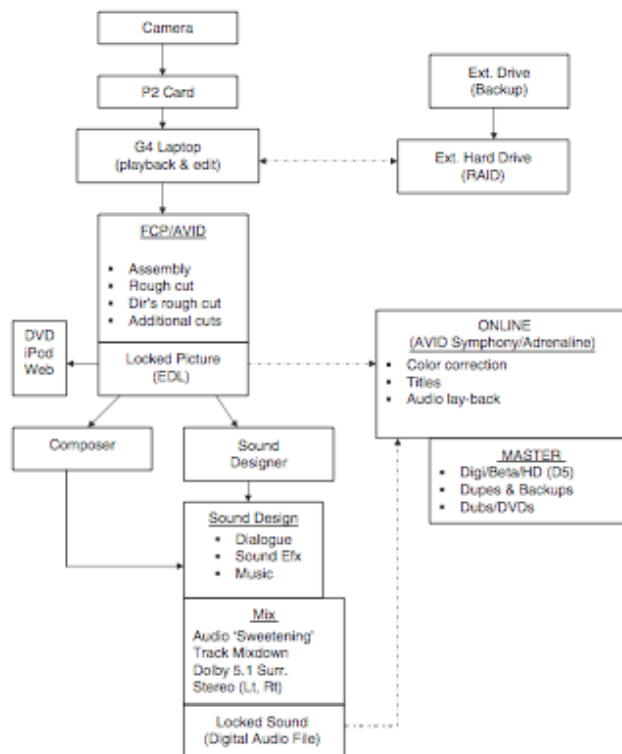 Camera
P2 Card
Ext. Drive
(Backup)
G4 Laptop
(playback & edit)
Ext. Hard Drive
(RAID)
FCP/AVID
▪ Assembly
▪ Rough cut
▪ Dir's rough cut
▪ Additional cuts
DVD
iPod
Web
Locked Picture
(EDL)
ONLINE
(AVID Symphony/Adrenaline)
▪ Color correction
▪ Titles
▪ Audio lay-back
Composer
Sound
Designer
MASTER
▪ Digi/Beta/HD (D5)
▪ Dupes & Backups
▪ Dubs/DVDs
Sound Design
▪ Dialogue
▪ Sound Efx
▪ Music
Mix
Audio 'Sweetening'
Track Mixdown
Dolby 5.1 Surr.
Stereo (Lt, Rt)
Locked Sound
(Digital Audio File)